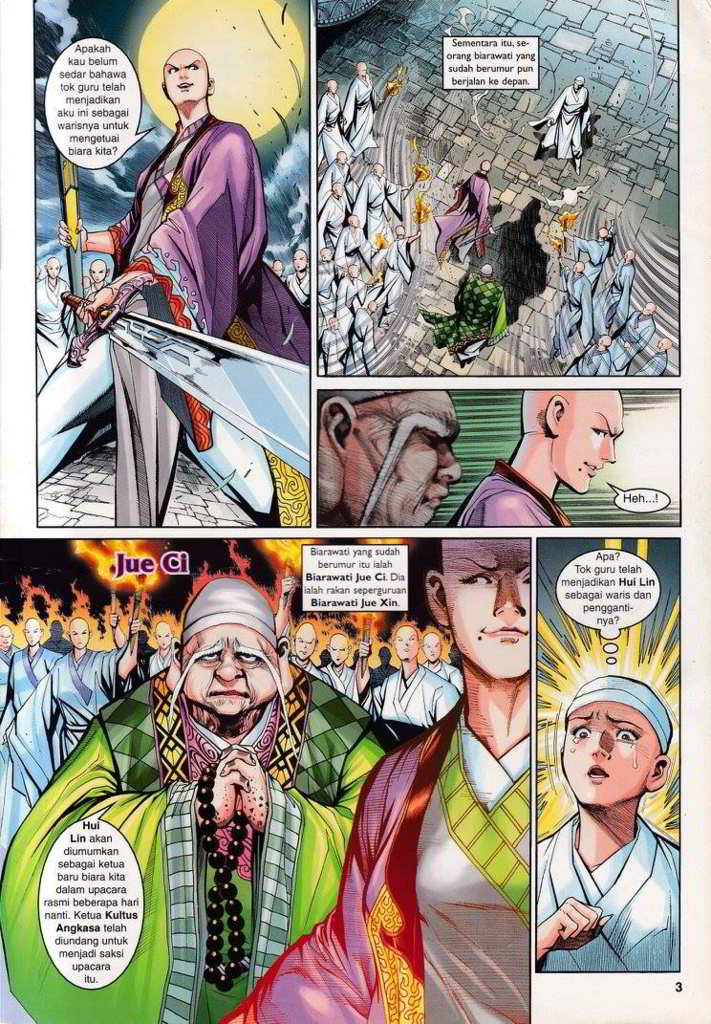 Apakah
kau belum
sedar bahawa
tok guru telah
menjadikan
aku ini sebagai
warisnya untuk
mengetuai
biara kita?
Sementara itu, se-
orang biarawati yang
sudah berumur pun
berjalan ke depan.
Heh...!
Jue Ci
Biarawati yang sudah
berumur itu ialah
Biarawati Jue Ci. Dia
ialah rakan seperguruan
Biarawati Jue Xin.
Hui
Lin akan
diumumkan
sebagai ketua
baru biara kita
dalam upacara
rasmi beberapa hari
nanti. Ketua Kultus
Angkasa telah
diundang untuk
menjadi saksi
upacara
itu.
Apa?
Tok guru telah
menjadikan Hui Lin
sebagai waris dan
pengganti-
nya?
3